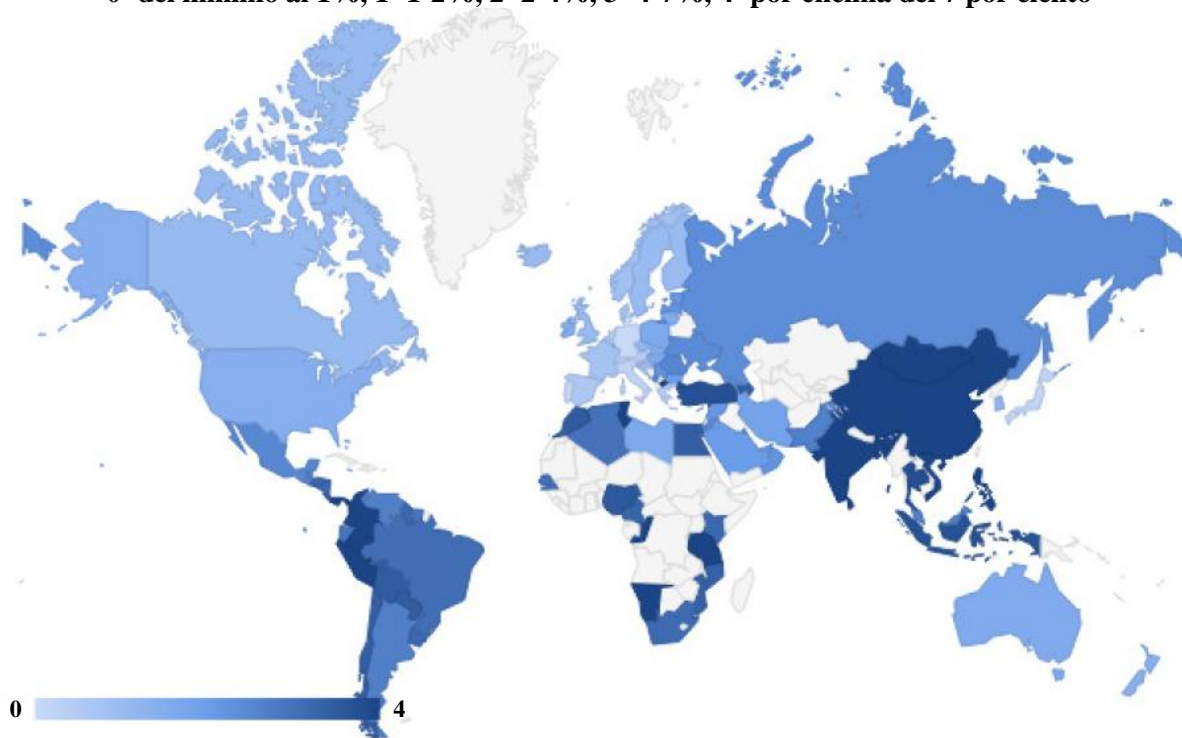 0= del mínimo al 1%, 1= 1-2%, 2= 2-4%, 3= 4-7%, 4= por encima del 7 por ciento
0 4